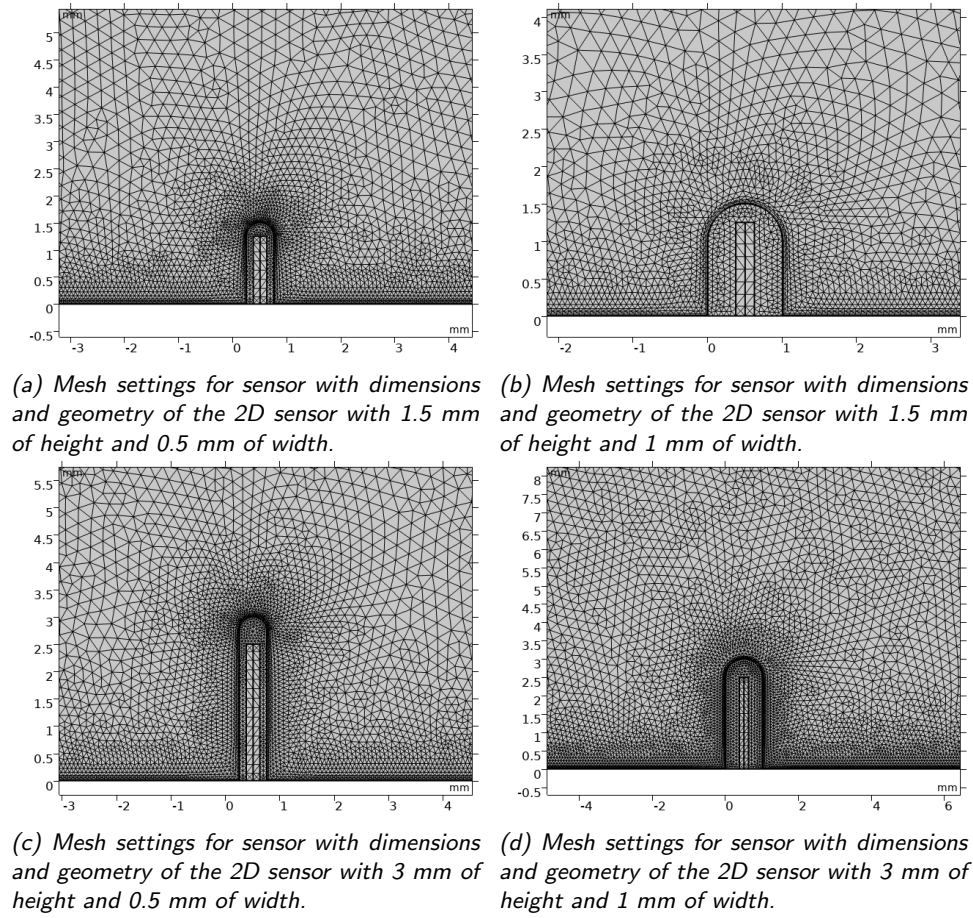 mm
5
4.5
4
3.5
3
2.5
2
1.5
1
0.5
0
-0.5
mm
-3 -2 -1 0 1 2 3 4
mm
4
3.5
3
2.5
2
1.5
1
0.5
0
mm
-2 -1 0 1 2 3
(a) Mesh settings for sensor with dimensions
and geometry of the 2D sensor with 1.5 mm
of height and 0.5 mm of width.
(b) Mesh settings for sensor with dimensions
and geometry of the 2D sensor with 1.5 mm
of height and 1 mm of width.
mm
5.5
5
4.5
4
3.5
3
2.5
2
1.5
1
0.5
0
mm
-3 -2 -1 0 1 2 3 4
mm
8
7.5
7
6.5
6
5.5
5
4.5
4
3.5
3
2.5
2
1.5
1
0.5
0
-0.5
mm
-4 -2 0 2 4 6
(c) Mesh settings for sensor with dimensions
and geometry of the 2D sensor with 3 mm of
height and 0.5 mm of width.
(d) Mesh settings for sensor with dimensions
and geometry of the 2D sensor with 3 mm of
height and 1 mm of width.